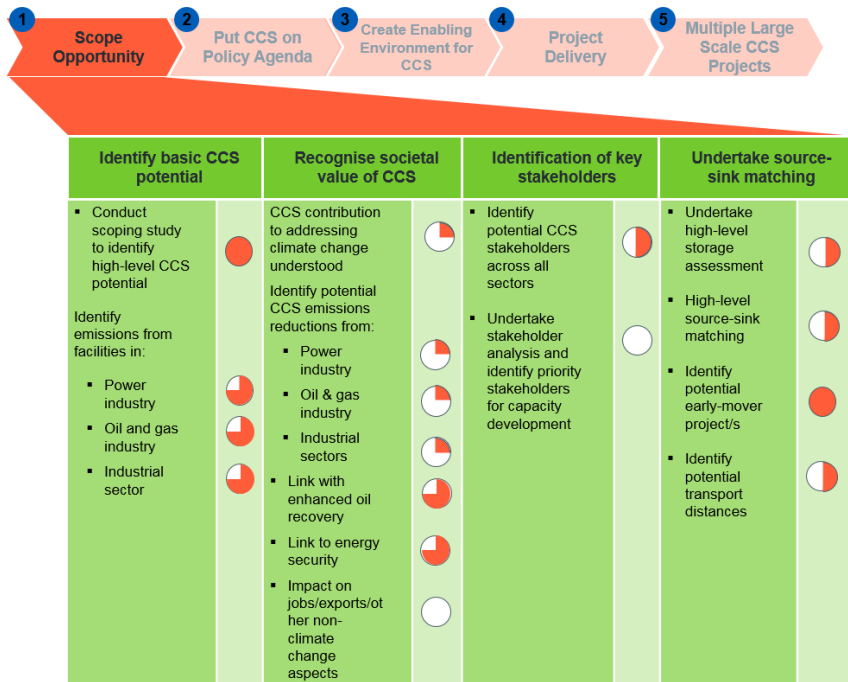 1
Scope
Opportunity
2
Put CCS on
Policy Agenda
3
Create Enabling
Environment for
CCS
4
Project
Delivery
5
Multiple Large
Scale CCS
Projects
Identify basic CCS
potential
Recognise societal
value of CCS
Identification of key
stakeholders
Undertake source-
sink matching
▪ Conduct
scoping study
to identify
high-level CCS
potential
Identify
emissions from
facilities in:
▪ Power
industry
▪ Oil and gas
industry
▪ Industrial
sector
CCS contribution
to addressing
climate change
understood
Identify potential
CCS emissions
reductions from:
▪ Power
industry
▪ Oil & gas
industry
▪ Industrial
sectors
▪ Link with
enhanced oil
recovery
▪ Link to energy
security
▪ Impact on
jobs/exports/ot
her non-
climate
change
aspects
▪ Identify
potential CCS
stakeholders
across all
sectors
▪ Undertake
stakeholder
analysis and
identify priority
stakeholders
for capacity
development
▪ Undertake
high-level
storage
assessment
▪ High-level
source-sink
matching
▪ Identify
potential
early-mover
project/s
▪ Identify
potential
transport
distances